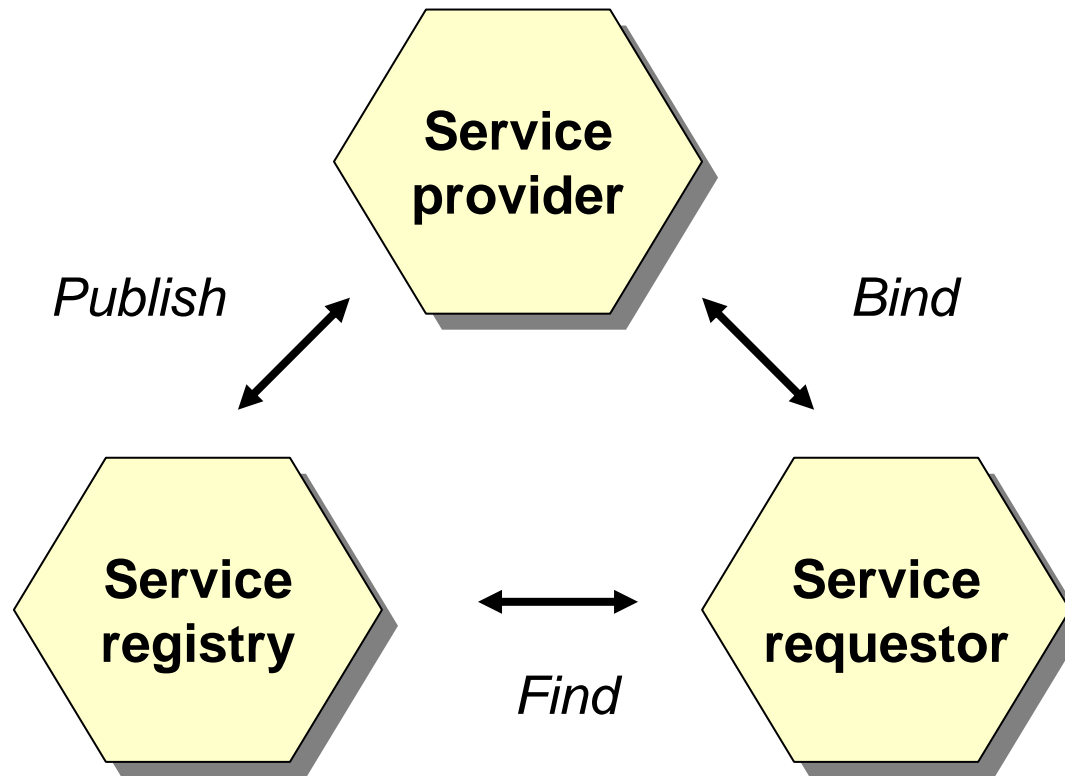 Service
provider
Publish
Bind
Service
registry
Service
requestor
Find